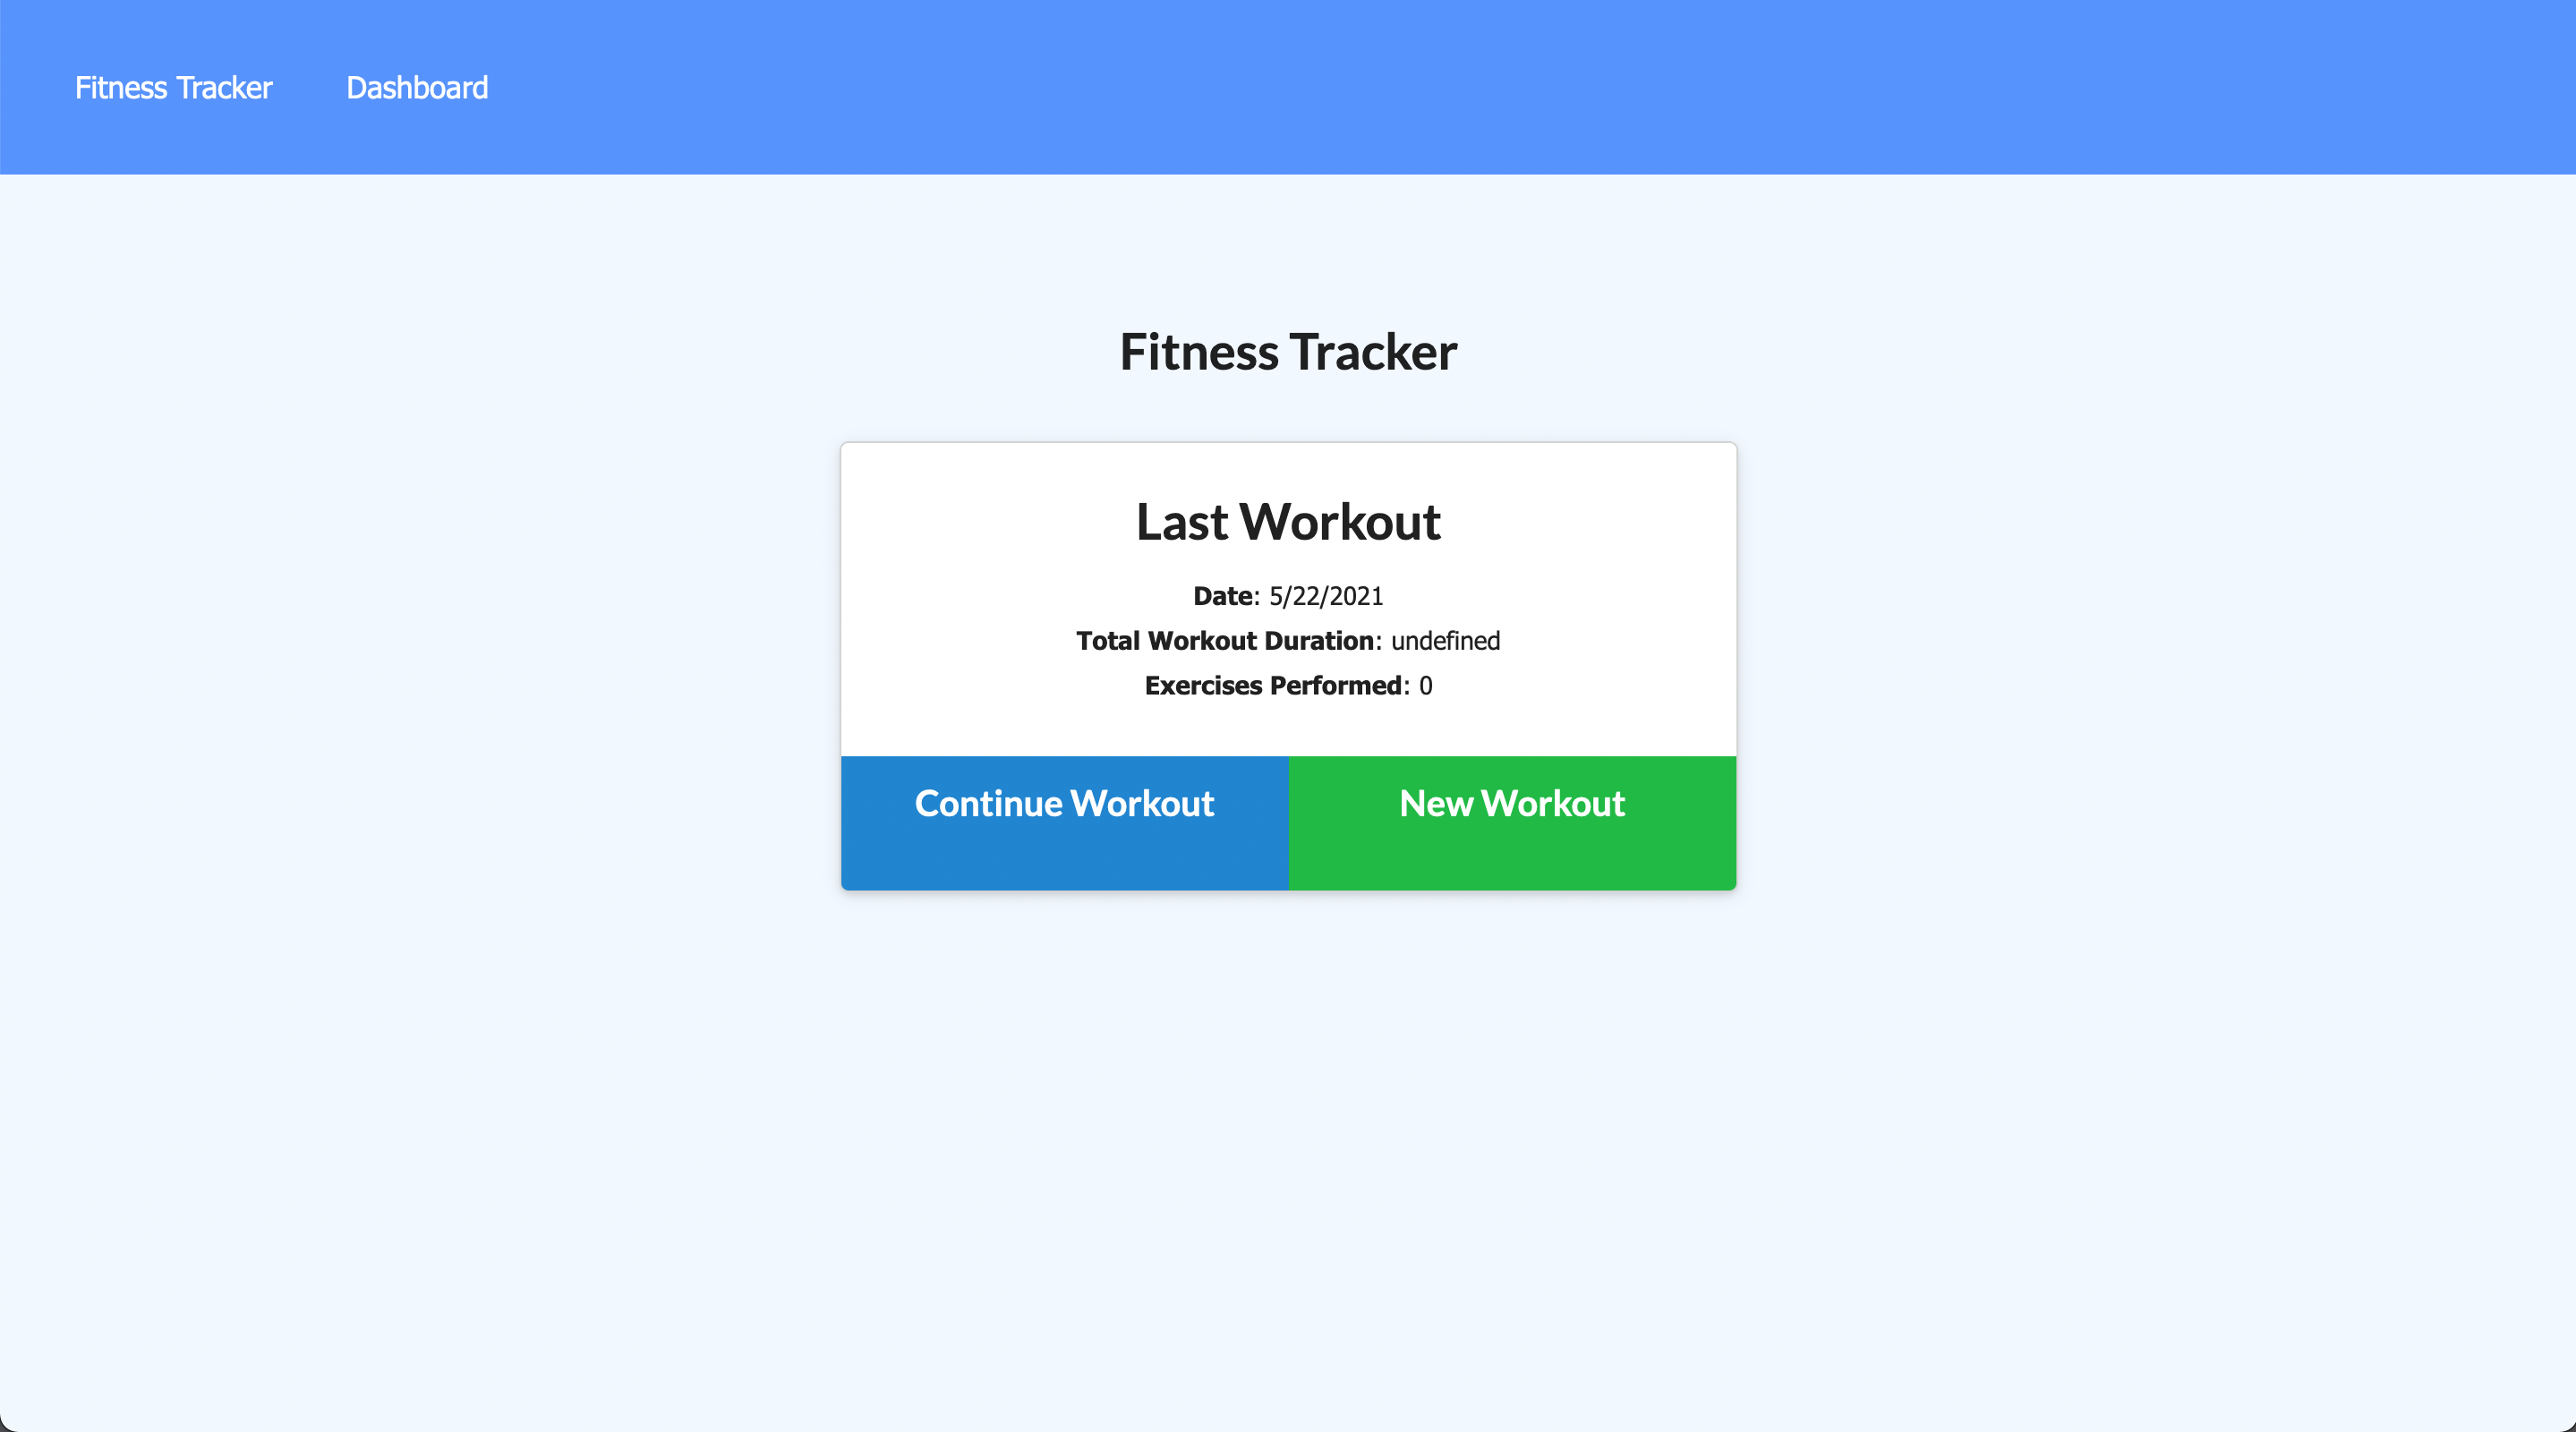 Fitness Tracker Dashboard
Fitness Tracker
Last Workout
Date: 5/22/2021
Total Workout Duration: undefined
Exercises Performed: 0
Continue Workout New Workout